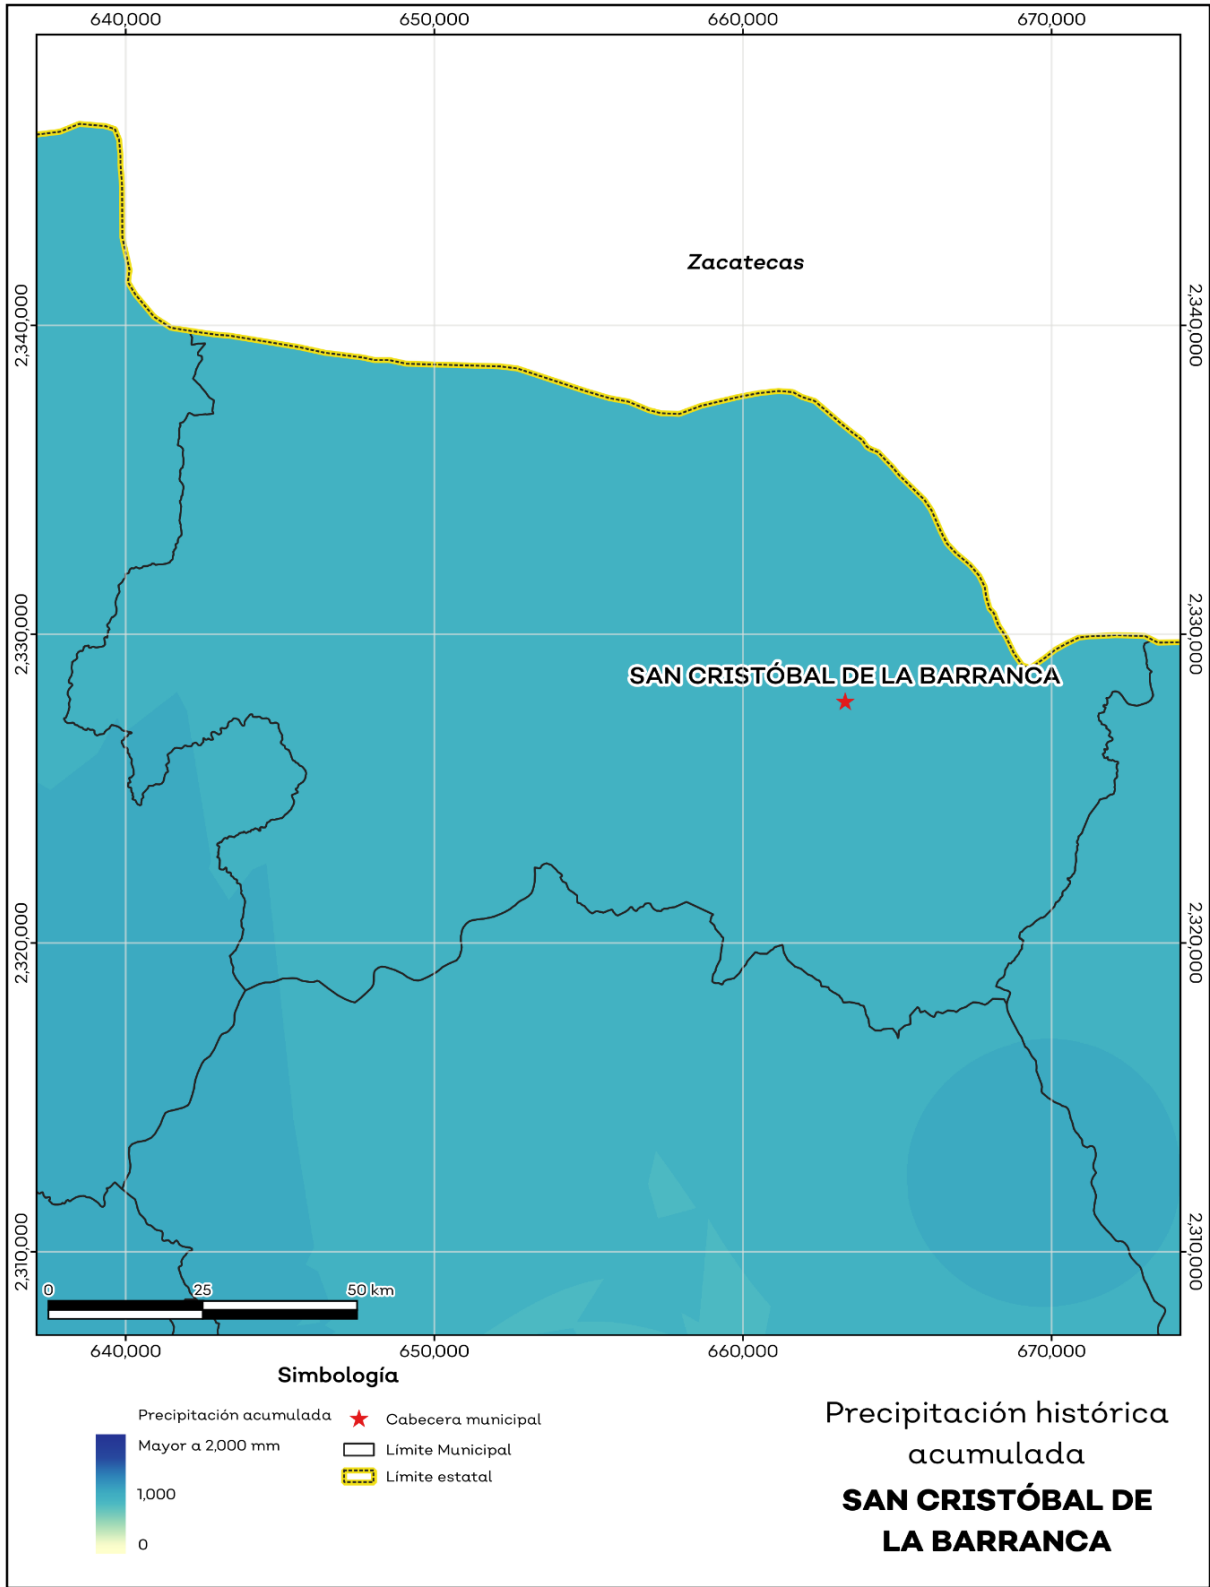 640,000
650,000
660,000
670,000
Zacatecas
2,340,000
2,340,000
2,330,000
2,330,000
SAN CRISTÓBAL DE LA BARRANCA
2,320,000
2,320,000
2,310,000
2,310,000
0
25
50 km
640,000
650,000
660,000
670,000
Simbología
Precipitación acumulada
Mayor a 2,000 mm
1,000
0
Cabecera municipal
Límite Municipal
Límite estatal
Precipitación histórica
acumulada
SAN CRISTÓBAL DE
LA BARRANCA